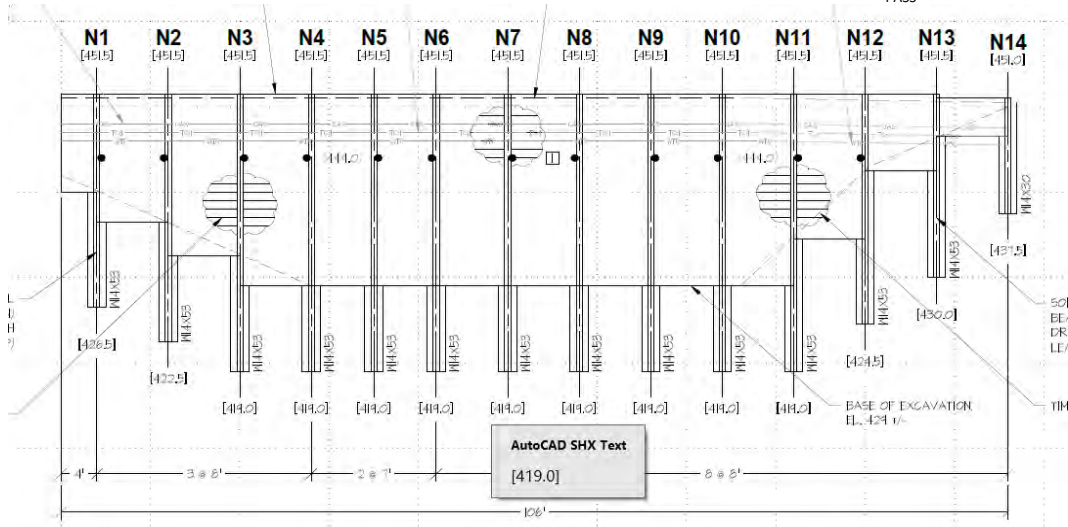 PASS
N1 N2 N3 N4 N5 N6 N7 N8 N9 N10 N11 N12 N13 N14
[451.5] [451.5] [451.5] [451.5] [451.5] [451.5] [451.5] [451.5] [451.5] [451.5] [451.5] [451.5] [451.5] [451.0]
(444.0) 1 (444.0)
W14X30
W14X53 W14X53 W14X53 W14X53 W14X53 W14X53 W14X53 W14X53 W14X53 W14X53 W14X53 W14X53 W14X53
[437.5]
[430.0]
[426.5] [424.5]
[422.5]
[419.0] [419.0] [419.0] [419.0] [419.0] [419.0] [419.0] [419.0] [419.0]
BASE OF EXCAVATION
EL. 429 +/-
AutoCAD SHX Text
[419.0]
4' 3 @ 8' 2 @ 7' 8 @ 8'
106'